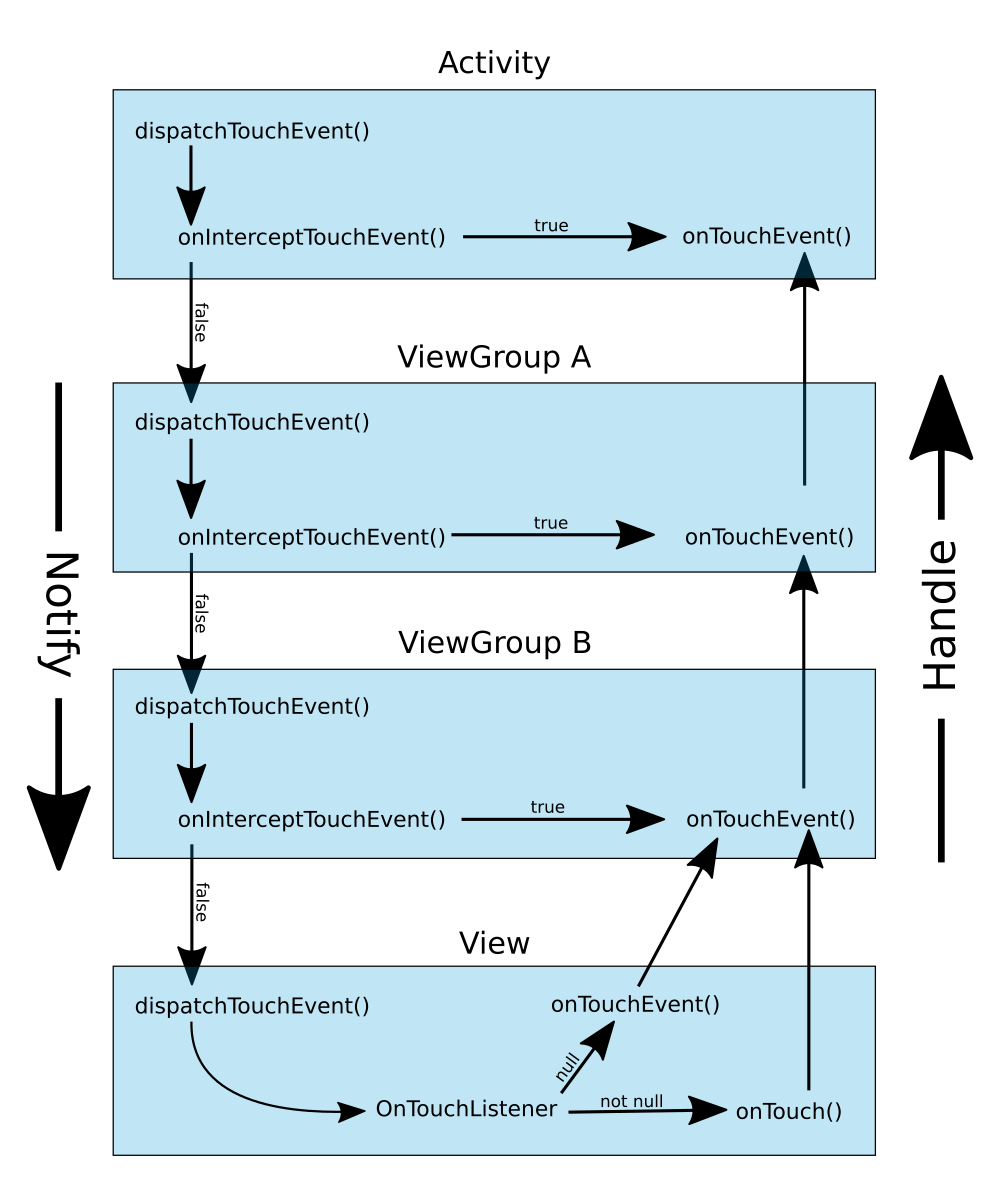 Activity
dispatchTouchEvent()
onInterceptTouchEvent()
true
onTouchEvent()
false
ViewGroup A
dispatchTouchEvent()
onInterceptTouchEvent()
true
onTouchEvent()
Notify
Handle
false
ViewGroup B
dispatchTouchEvent()
onInterceptTouchEvent()
true
onTouchEvent()
false
View
dispatchTouchEvent()
onTouchEvent()
null
OnTouchListener
not null
onTouch()